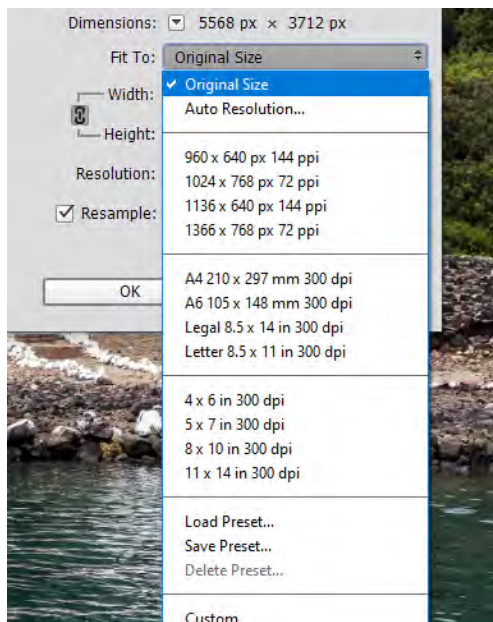 Dimensions: 5568 px × 3712 px
Fit To: Original Size
Original Size
Width:
Auto Resolution...
Height:
960 x 640 px 144 ppi
1024 x 768 px 72 ppi
Resolution:
1136 x 640 px 144 ppi
Resample:
1366 x 768 px 72 ppi
A4 210 x 297 mm 300 dpi
OK
A6 105 x 148 mm 300 dpi
Legal 8.5 x 14 in 300 dpi
Letter 8.5 x 11 in 300 dpi
4 x 6 in 300 dpi
5 x 7 in 300 dpi
8 x 10 in 300 dpi
11 x 14 in 300 dpi
Load Preset...
Save Preset...
Delete Preset...
Custom